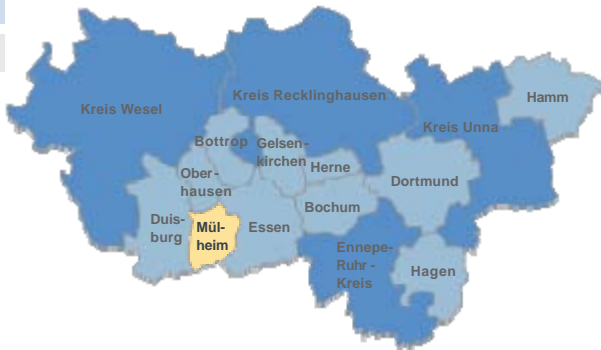 Hamm
Kreis Recklinghausen
Kreis Wesel
Kreis Unna
Bottrop
Gelsen-
kirchen
Herne
Ober-
hausen
Dortmund
Bochum
Duis-
burg
Mül-
heim
Essen
Ennepe-
Ruhr -
Kreis
Hagen